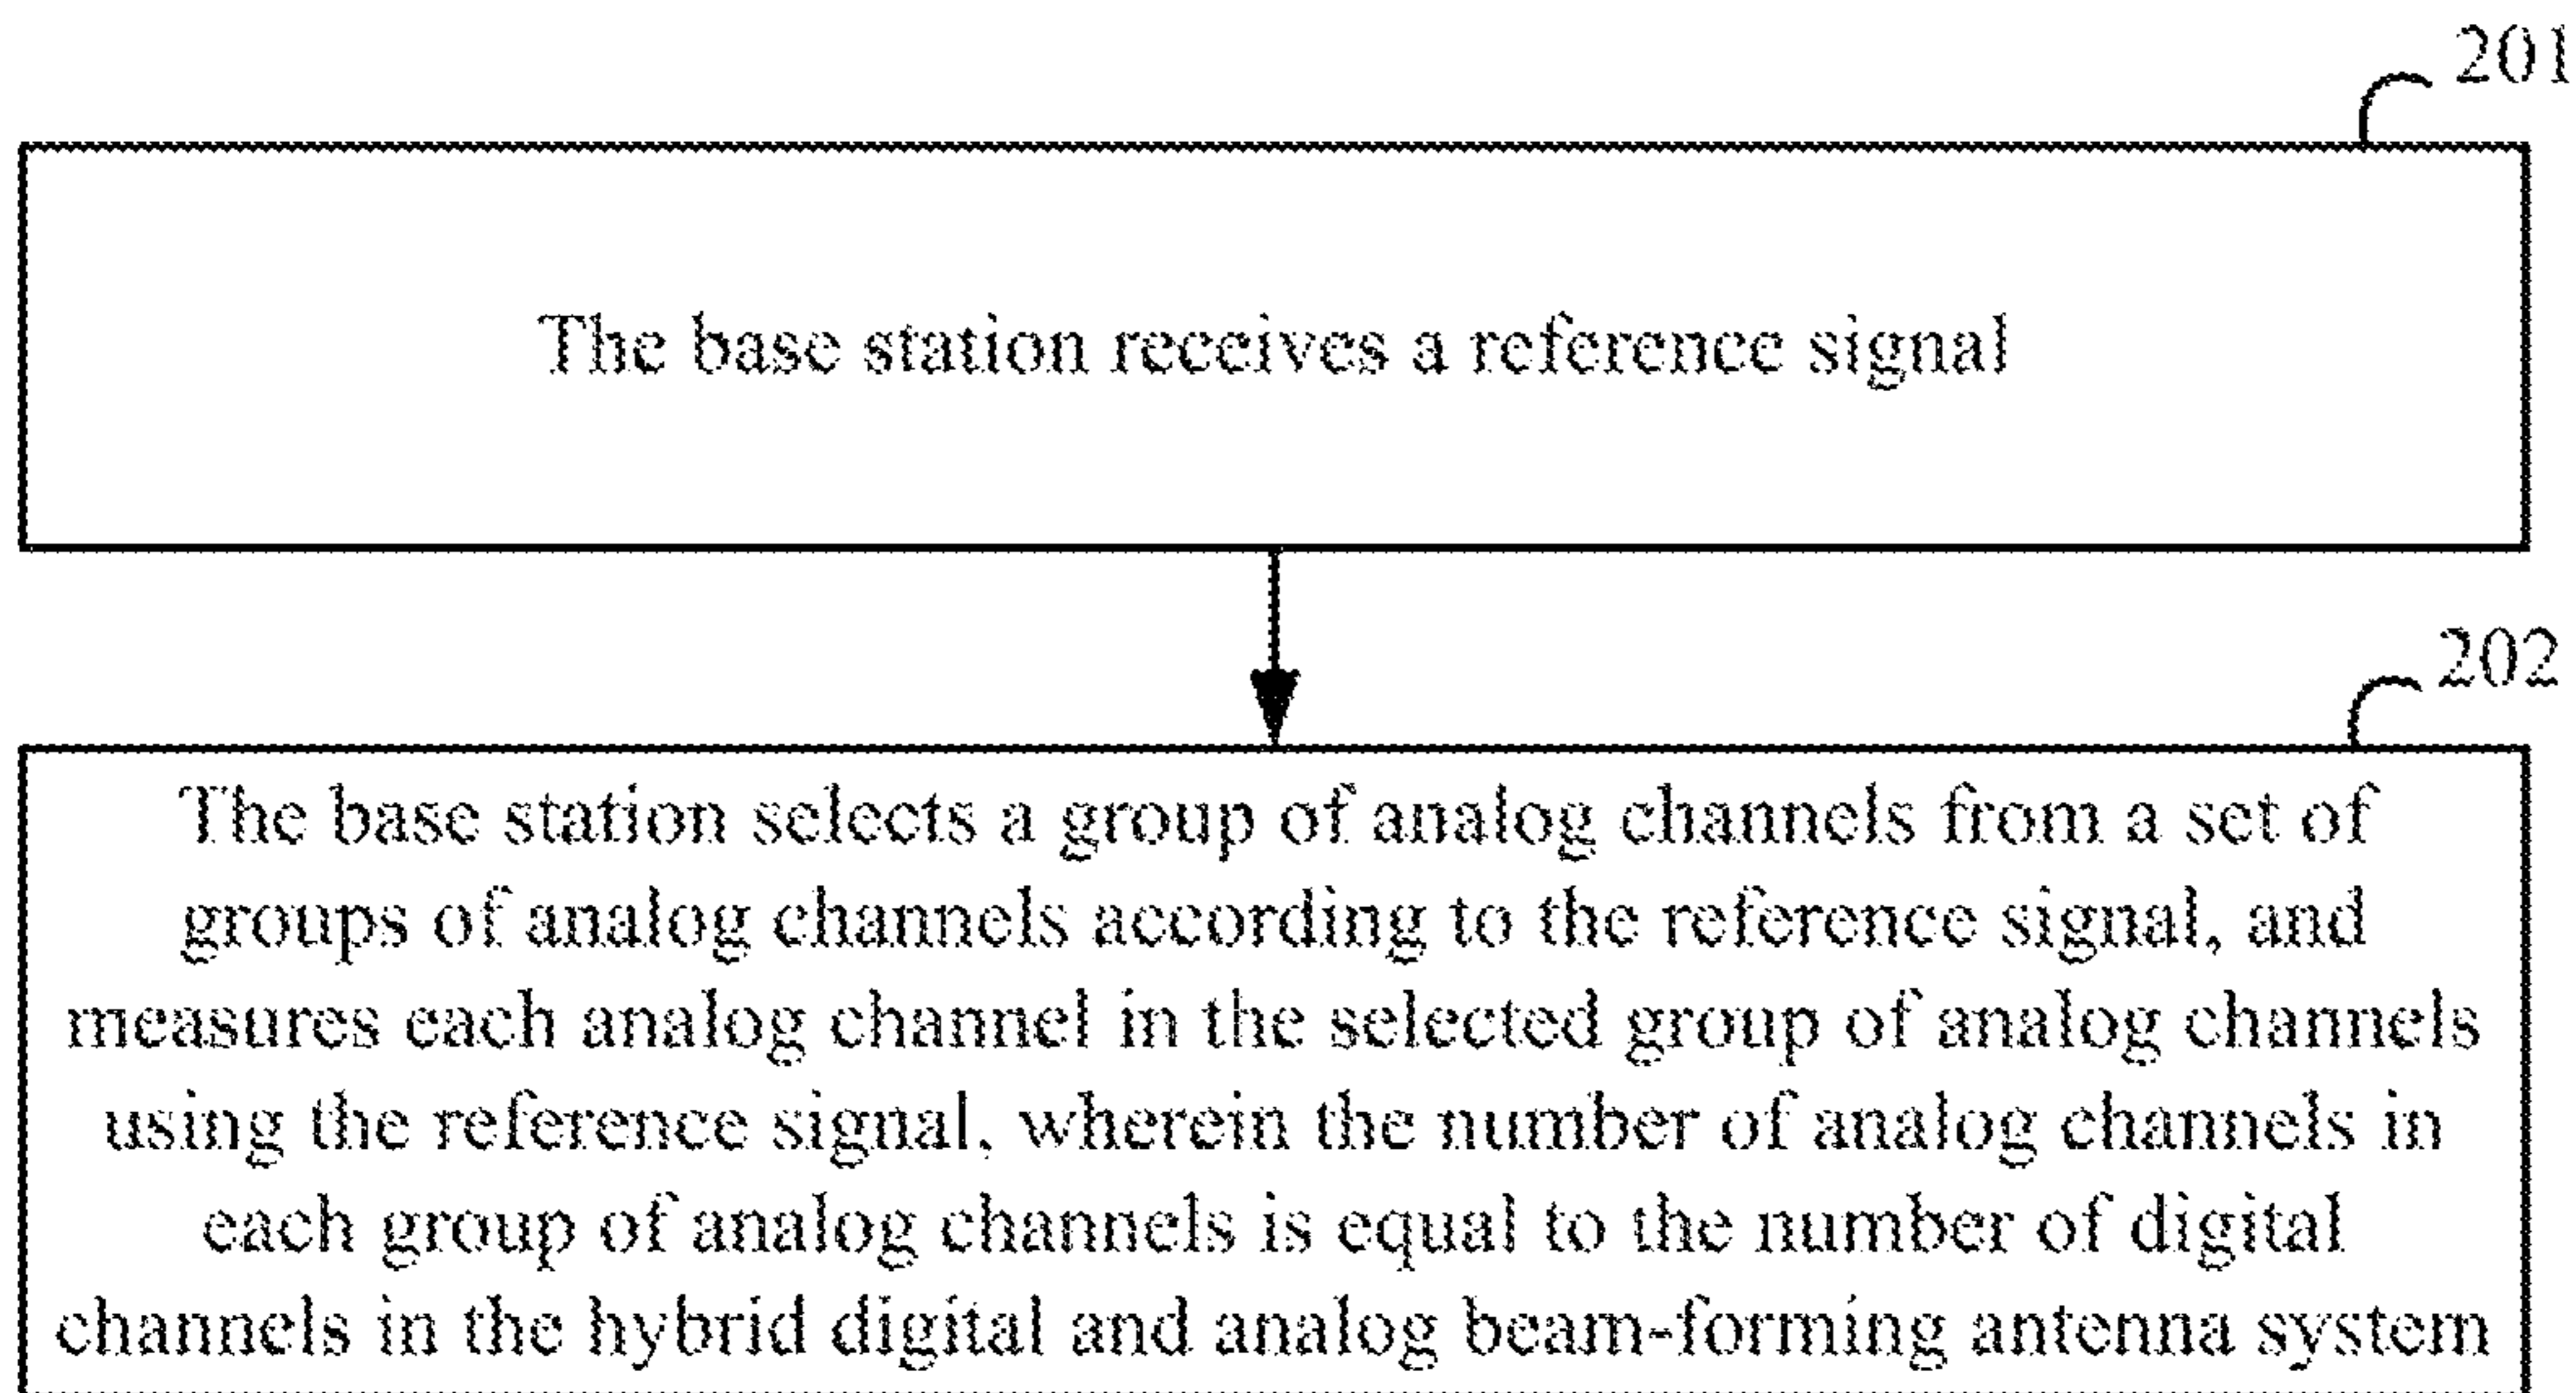 201
The base station receives a reference signal
202
The base station selects a group of analog channels from a set of
groups of analog channels according to the reference signal, and
measures each analog channel in the selected group of analog channels
using the reference signal, wherein the number of analog channels in
each group of analog channels is equal to the number of digital
channels in the hybrid digital and analog beam-forming antenna system